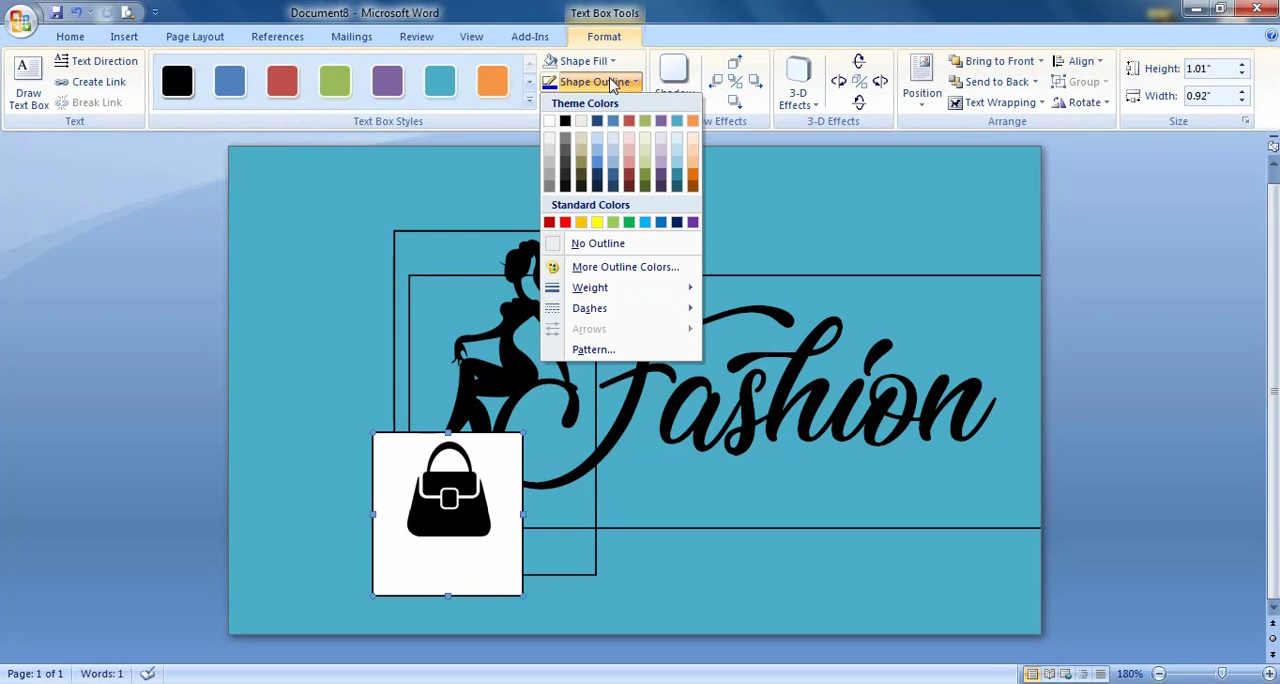 Document8 - Microsoft Word
Text Box Tools
Home Insert Page Layout References Mailings Review View Add-Ins Format
Draw Text Box
Text Direction
Create Link
Break Link
Text
Text Box Styles
Shape Fill
Shape Outline
Theme Colors
Standard Colors
No Outline
More Outline Colors...
Weight
Dashes
Arrows
Pattern...
3-D Effects
3-D Effects
Position
Bring to Front
Send to Back
Text Wrapping
Align
Group
Rotate
Arrange
Height: 1.01"
Width: 0.92"
Size
Fashion
Page: 1 of 1 Words: 1
180%